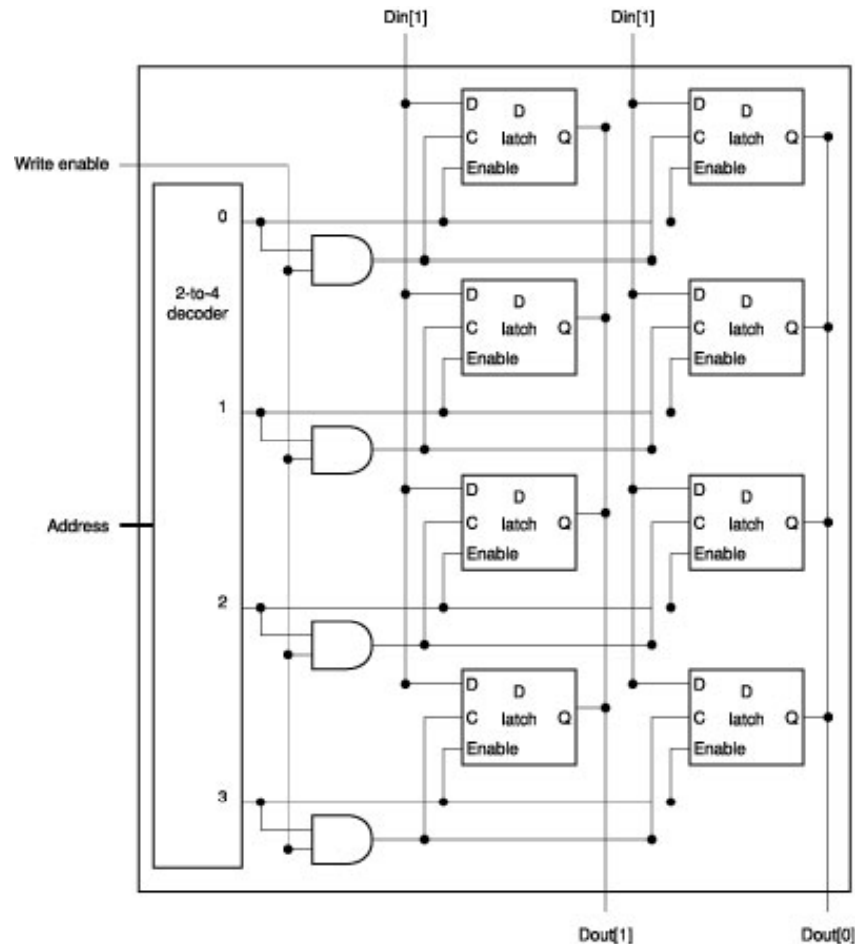 Din[1] Din[1]
D D latch C Q Enable
D D latch C Q Enable
Write enable
0
2-to-4
decoder
D D latch C Q Enable
D D latch C Q Enable
1
Address
D D latch C Q Enable
D D latch C Q Enable
2
D D latch C Q Enable
D D latch C Q Enable
3
Dout[1] Dout[0]